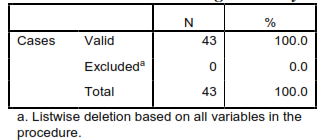 N %
Cases Valid 43 100.0
Excludeda 0 0.0
Total 43 100.0
a. Listwise deletion based on all variables in the
procedure.